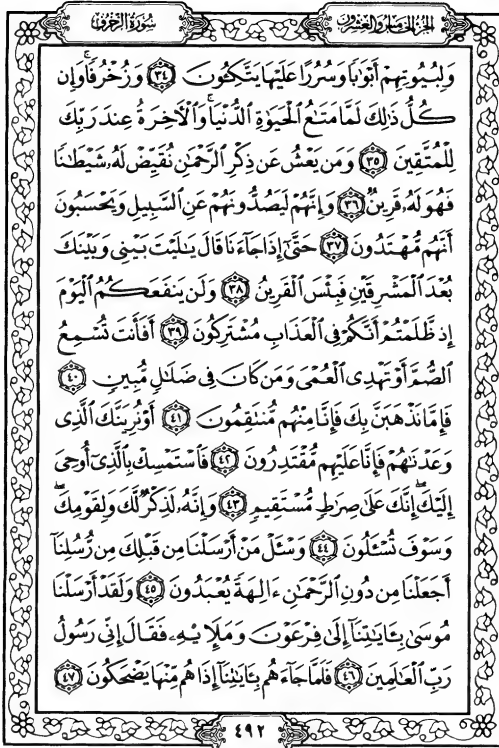 الجزء الخامس والعشرون
سورة الزخرف
وَلِبُيُوتِهِمْ أَبْوَٰبًا وَسُرُرًا عَلَيْهَا يَتَّكِـُٔونَ ٣٤ وَزُخْرُفًا ۚ وَإِن
كُلُّ ذَٰلِكَ لَمَّا مَتَـٰعُ ٱلْحَيَوٰةِ ٱلدُّنْيَا ۚ وَٱلْـَٔاخِرَةُ عِندَ رَبِّكَ
لِلْمُتَّقِينَ ٣٥ وَمَن يَعْشُ عَن ذِكْرِ ٱلرَّحْمَـٰنِ نُقَيِّضْ لَهُۥ شَيْطَـٰنًا
فَهُوَ لَهُۥ قَرِينٌ ٣٦ وَإِنَّهُمْ لَيَصُدُّونَهُمْ عَنِ ٱلسَّبِيلِ وَيَحْسَبُونَ
أَنَّهُم مُّهْتَدُونَ ٣٧ حَتَّىٰٓ إِذَا جَآءَنَا قَالَ يَـٰلَيْتَ بَيْنِى وَبَيْنَكَ
بُعْدَ ٱلْمَشْرِقَيْنِ فَبِئْسَ ٱلْقَرِينُ ٣٨ وَلَن يَنفَعَكُمُ ٱلْيَوْمَ
إِذ ظَّلَمْتُمْ أَنَّكُمْ فِى ٱلْعَذَابِ مُشْتَرِكُونَ ٣٩ أَفَأَنتَ تُسْمِعُ
ٱلصُّمَّ أَوْ تَهْدِى ٱلْعُمْىَ وَمَن كَانَ فِى ضَلَـٰلٍ مُّبِينٍ ٤٠
فَإِمَّا نَذْهَبَنَّ بِكَ فَإِنَّا مِنْهُم مُّنتَقِمُونَ ٤١ أَوْ نُرِيَنَّكَ ٱلَّذِى
وَعَدْنَـٰهُمْ فَإِنَّا عَلَيْهِم مُّقْتَدِرُونَ ٤٢ فَٱسْتَمْسِكْ بِٱلَّذِىٓ أُوحِىَ
إِلَيْكَ ۖ إِنَّكَ عَلَىٰ صِرَٰطٍ مُّسْتَقِيمٍ ٤٣ وَإِنَّهُۥ لَذِكْرٌ لَّكَ وَلِقَوْمِكَ ۖ
وَسَوْفَ تُسْـَٔلُونَ ٤٤ وَسْـَٔلْ مَنْ أَرْسَلْنَا مِن قَبْلِكَ مِن رُّسُلِنَآ
أَجَعَلْنَا مِن دُونِ ٱلرَّحْمَـٰنِ ءَالِهَةً يُعْبَدُونَ ٤٥ وَلَقَدْ أَرْسَلْنَا
مُوسَىٰ بِـَٔايَـٰتِنَآ إِلَىٰ فِرْعَوْنَ وَمَلَإِي۟هِۦ فَقَالَ إِنِّى رَسُولُ
رَبِّ ٱلْعَـٰلَمِينَ ٤٦ فَلَمَّا جَآءَهُم بِـَٔايَـٰتِنَآ إِذَا هُم مِّنْهَا يَضْحَكُونَ ٤٧
٤٩٢